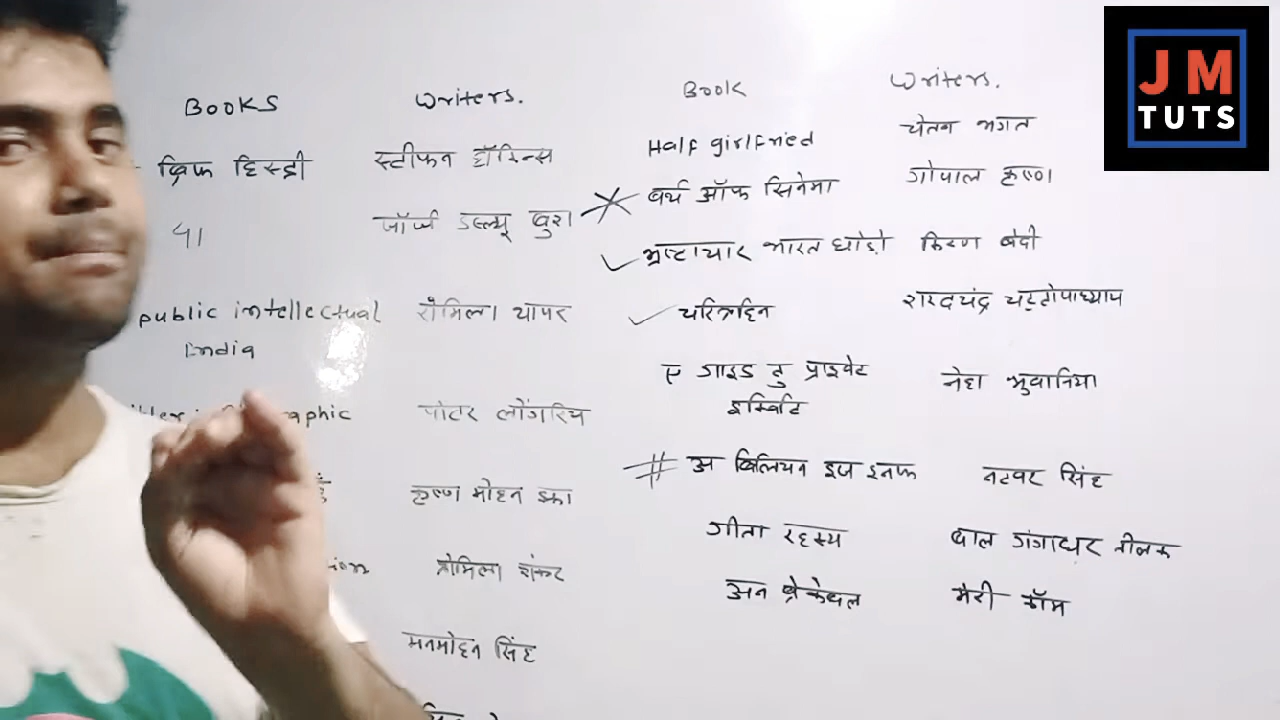 BOOKS Writers.
ब्रिफ हिस्ट्री स्टीफन हॉकिन्स
41 जॉर्ज डब्ल्यू बुश
public intellectual रोमिला थापर
India
graphic लोंगरिच
कृष्ण मोहन झा
प्रोमिला शंकर
मनमोहन सिंह
Book Writers.
Half girlfried चेतन भगत
बर्थ ऑफ सिनेमा गोपाल कृष्ण
भ्रष्टाचार भारत छोड़ो किरण बेदी
चरित्रहिन शरदचंद्र चट्टोपाध्याय
ए गाइड टु प्राइवेट नेहा भुवानिया
इक्विटि
# अ बिलियन इज इनफ नटवर सिंह
गीता रहस्य बाल गंगाधर तीलक
अन ब्रेकेबल मैरी कॉम
JM
TUTS